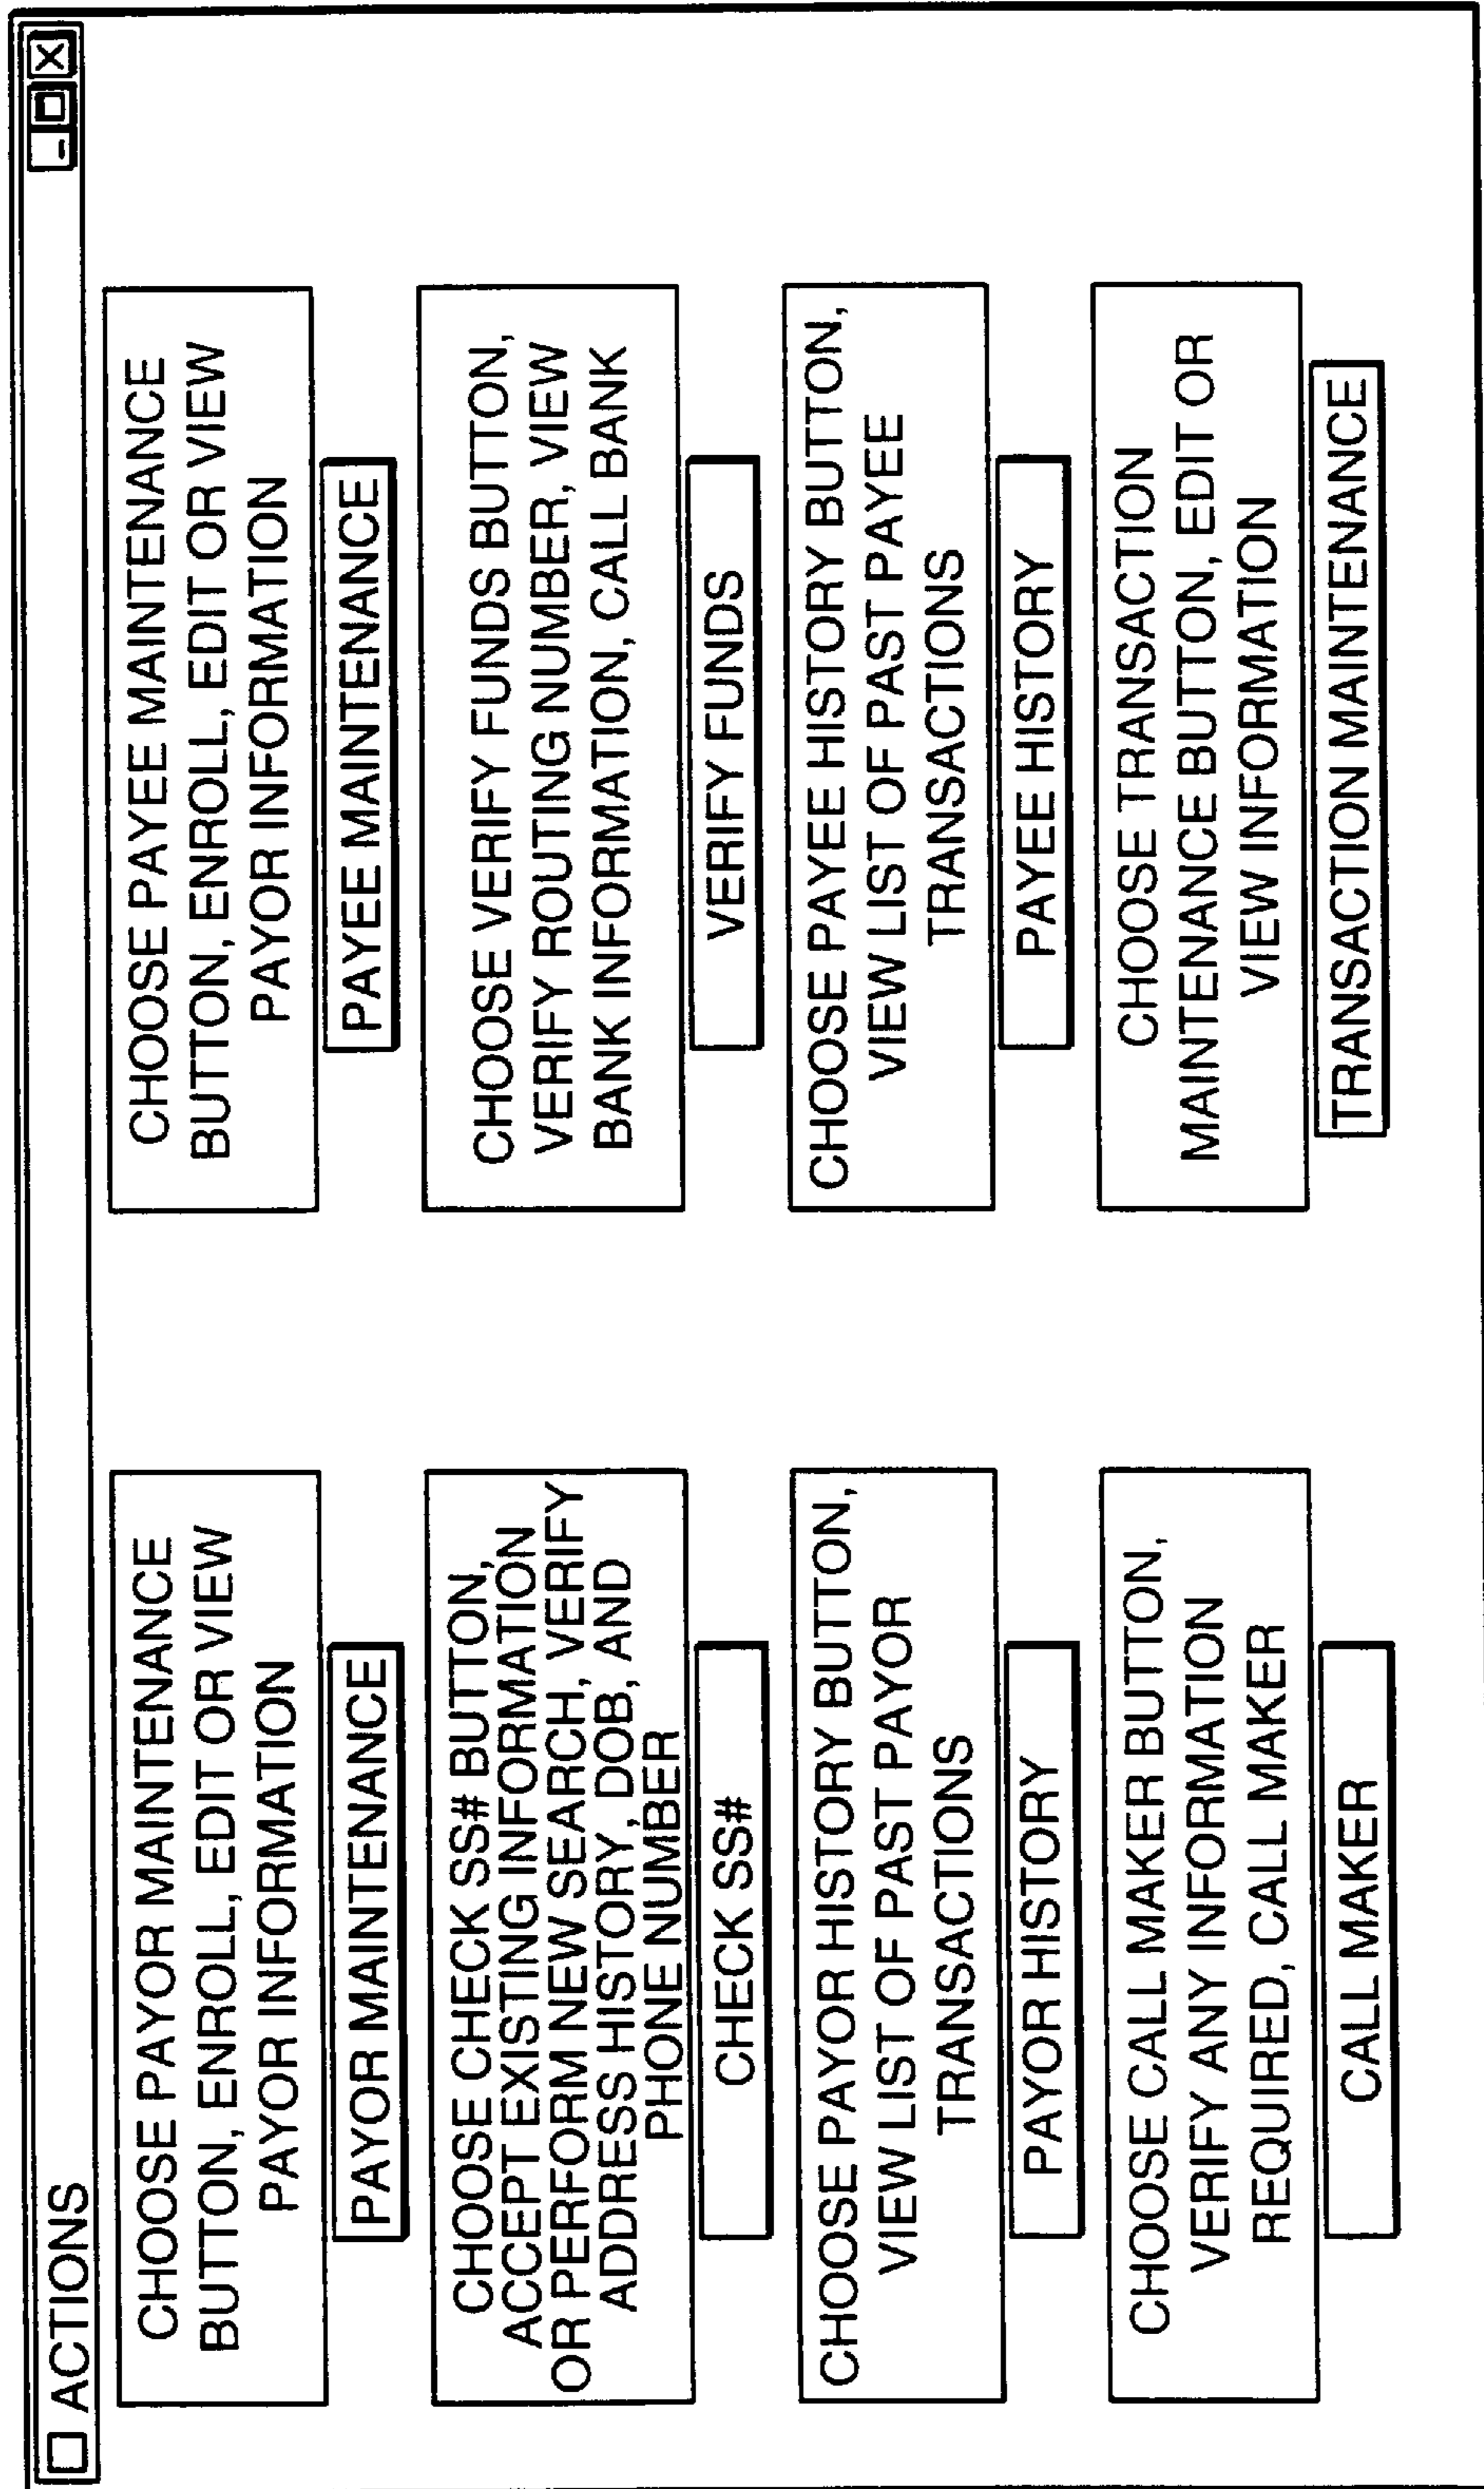 ACTIONS
CHOOSE PAYOR MAINTENANCE
BUTTON, ENROLL, EDIT OR VIEW
PAYOR INFORMATION
PAYOR MAINTENANCE
CHOOSE CHECK SS# BUTTON,
ACCEPT EXISTING INFORMATION
OR PERFORM NEW SEARCH, VERIFY
ADDRESS HISTORY, DOB, AND
PHONE NUMBER
CHECK SS#
CHOOSE PAYOR HISTORY BUTTON,
VIEW LIST OF PAST PAYOR
TRANSACTIONS
PAYOR HISTORY
CHOOSE CALL MAKER BUTTON,
VERIFY ANY INFORMATION
REQUIRED, CALL MAKER
CALL MAKER
CHOOSE PAYEE MAINTENANCE
BUTTON, ENROLL, EDIT OR VIEW
PAYOR INFORMATION
PAYEE MAINTENANCE
CHOOSE VERIFY FUNDS BUTTON,
VERIFY ROUTING NUMBER, VIEW
BANK INFORMATION, CALL BANK
VERIFY FUNDS
CHOOSE PAYEE HISTORY BUTTON,
VIEW LIST OF PAST PAYEE
TRANSACTIONS
PAYEE HISTORY
CHOOSE TRANSACTION
MAINTENANCE BUTTON, EDIT OR
VIEW INFORMATION
TRANSACTION MAINTENANCE